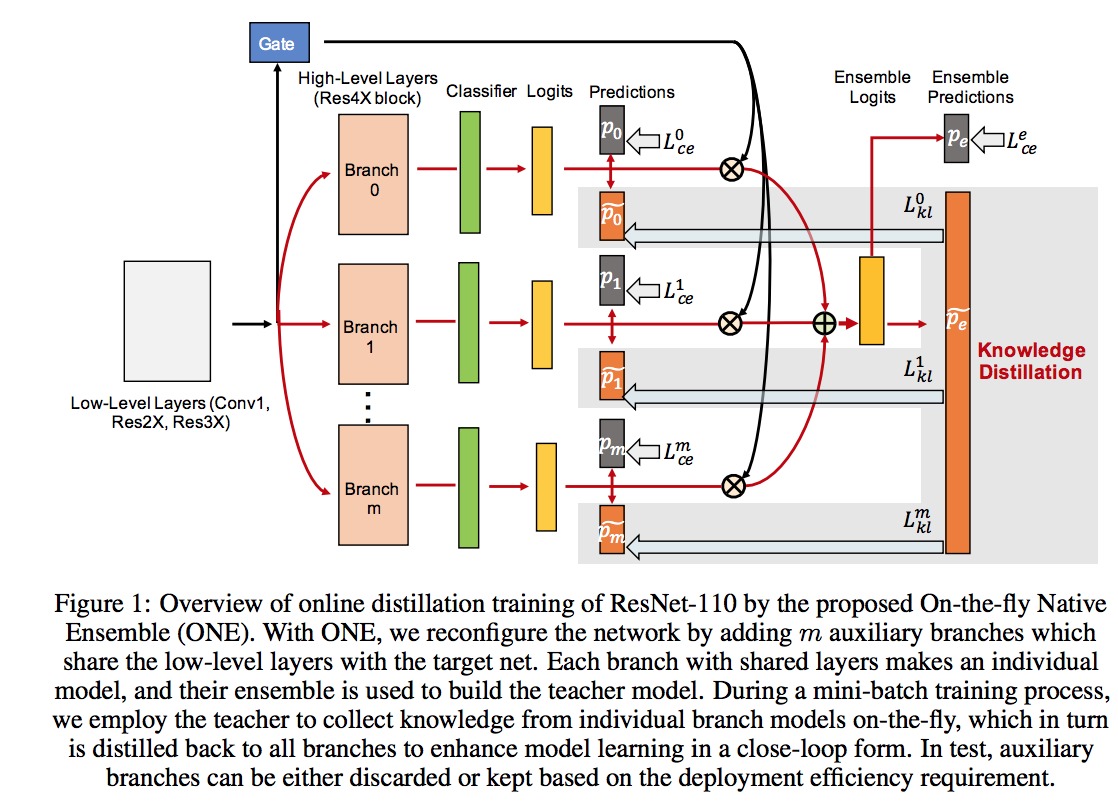 Gate
High-Level Layers
(Res4X block)
Classifier
Logits
Predictions
Ensemble
Logits
Ensemble
Predictions
Branch
0
p_0
L_{ce}^0
\widetilde{p_0}
L_{kl}^0
p_e
L_{ce}^e
Branch
1
p_1
L_{ce}^1
\widetilde{p_1}
L_{kl}^1
\widetilde{p_e}
Knowledge
Distillation
Low-Level Layers (Conv1,
Res2X, Res3X)
Branch
m
p_m
L_{ce}^m
\widetilde{p_m}
L_{kl}^m
Figure 1: Overview of online distillation training of ResNet-110 by the proposed On-the-fly Native
Ensemble (ONE). With ONE, we reconfigure the network by adding m auxiliary branches which
share the low-level layers with the target net. Each branch with shared layers makes an individual
model, and their ensemble is used to build the teacher model. During a mini-batch training process,
we employ the teacher to collect knowledge from individual branch models on-the-fly, which in turn
is distilled back to all branches to enhance model learning in a close-loop form. In test, auxiliary
branches can be either discarded or kept based on the deployment efficiency requirement.